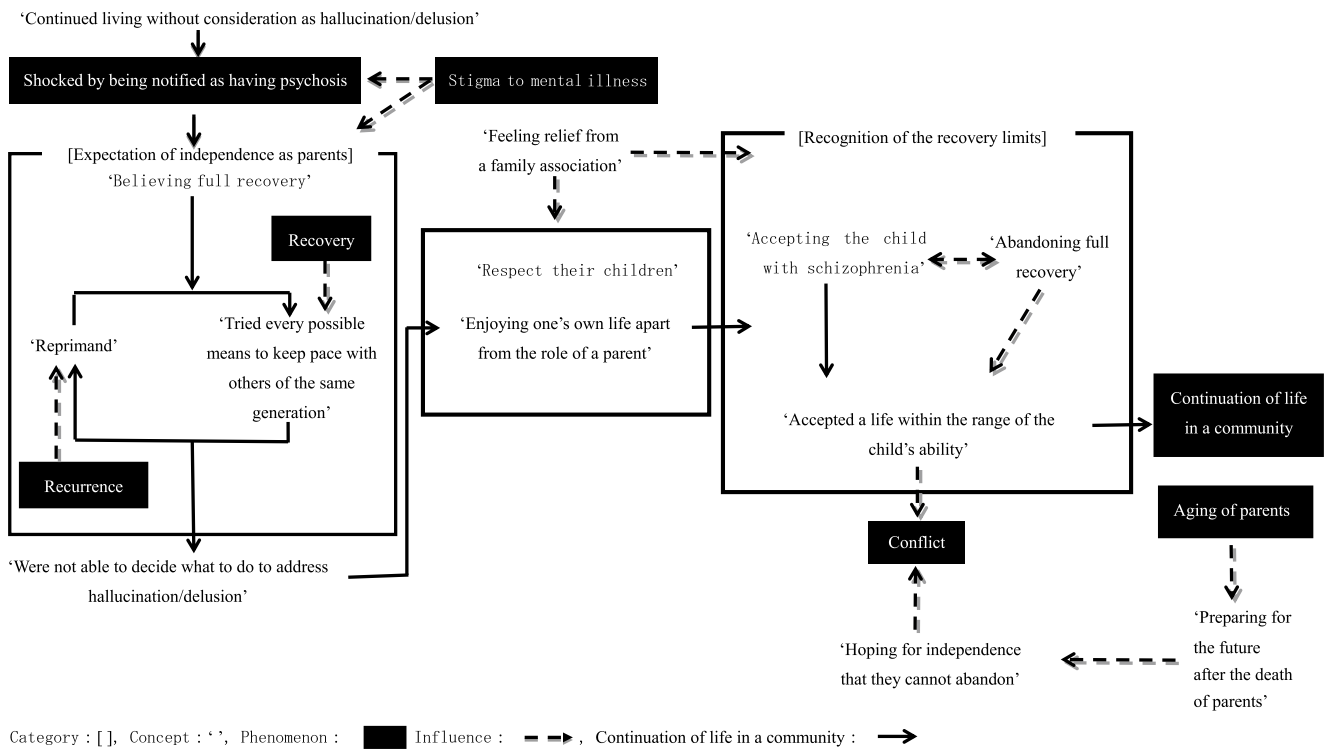 ‘Continued living without consideration as hallucination/delusion’
Shocked by being notified as having psychosis
Stigma to mental illness
[Expectation of independence as parents]
‘Believing full recovery’
Recovery
‘Reprimand’
‘Tried every possible
means to keep pace with
others of the same
generation’
Recurrence
‘Were not able to decide what to do to address
hallucination/delusion’
‘Feeling relief from
a family association’
‘Respect their children’
‘Enjoying one’s own life apart
from the role of a parent’
[Recognition of the recovery limits]
‘Accepting the child
with schizophrenia’
‘Abandoning full
recovery’
‘Accepted a life within the range of the
child’s ability’
Continuation of life
in a community
Conflict
Aging of parents
‘Preparing for
the future
after the death
of parents’
‘Hoping for independence
that they cannot abandon’
Category : [ ], Concept : ‘ ’, Phenomenon : Influence : , Continuation of life in a community :